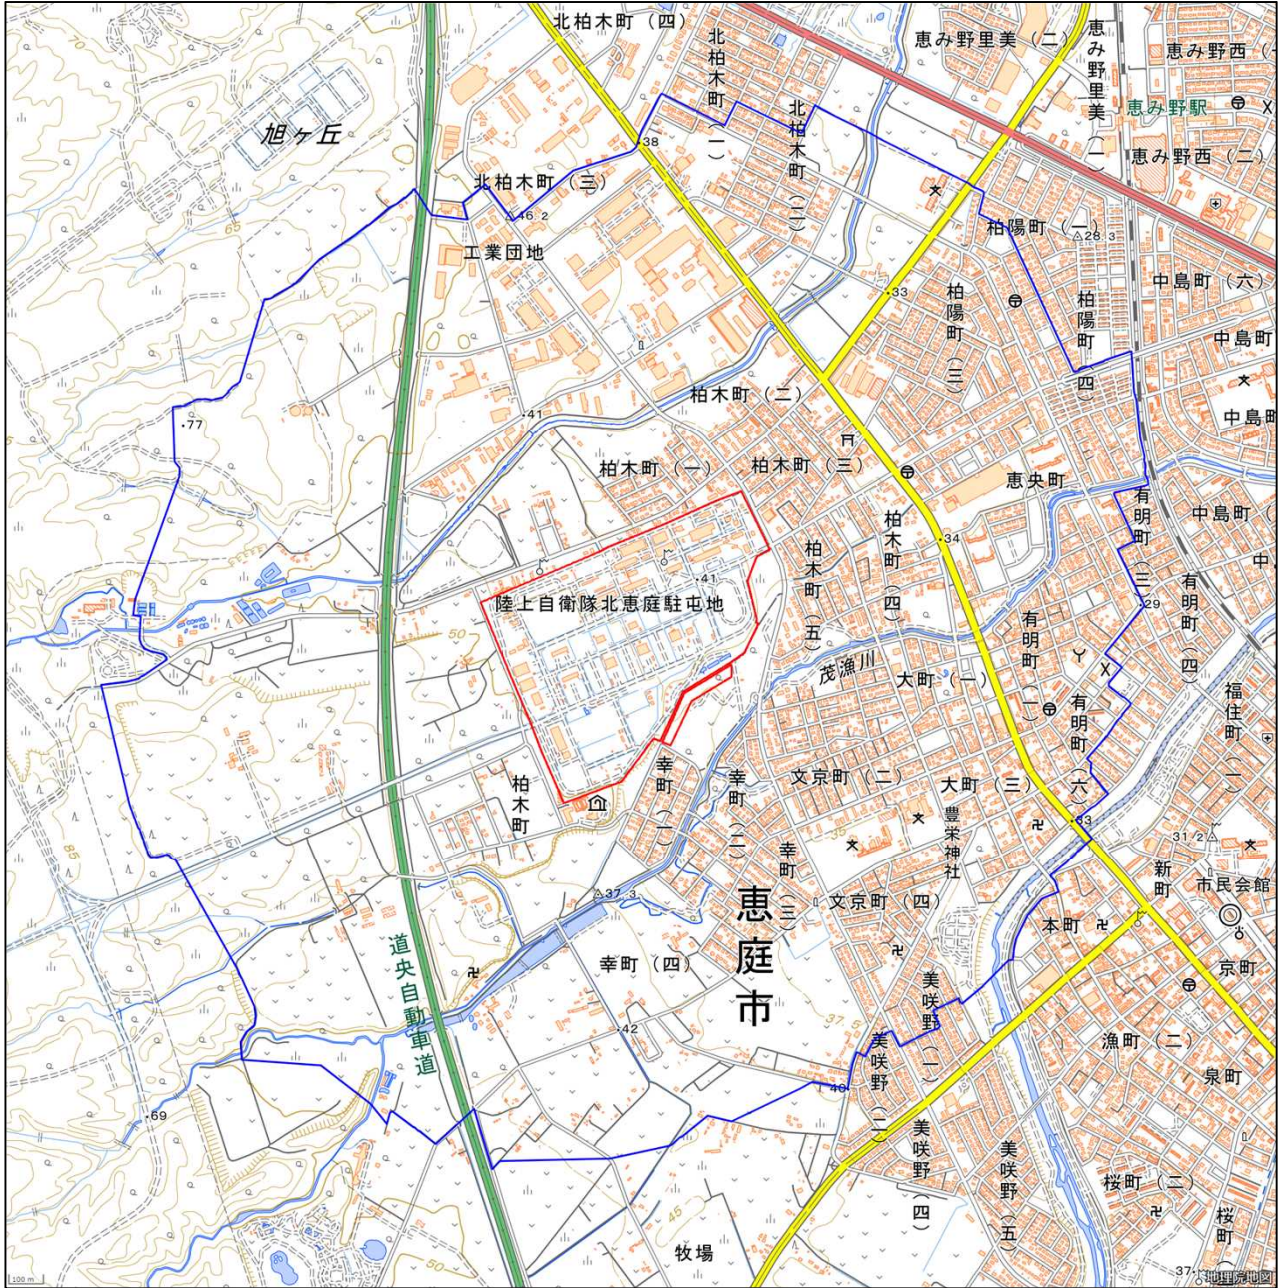 北柏木町(四)
恵み野里美(二)
恵み野里美(一)
恵み野西(
北柏木町(一)
北柏木町(二)
恵み野駅
恵み野西(二)
旭ヶ丘
38
北柏木町(三)
46.2
65
70
工業団地
柏陽町(一)
28.3
中島町(六)
33
柏陽町(三)
柏陽町(四)
中島町
柏木町(二)
41
77
中島町
柏木町(一)
柏木町(三)
恵央町
有明町(三)
中島町(
柏木町(四)
34
柏木町(五)
41
陸上自衛隊北恵庭駐屯地
50
29
有明町(四)
有明町(一)
茂漁川
大町(一)
有明町(六)
福住町(一)
柏木町
幸町(一)
幸町(二)
文京町(二)
大町(三)
豊栄神社
33
31.2
新町
市民会館
85
35
幸町(三)
37.3
文京町(四)
本町
京町
恵庭市
道央自動車道
幸町(四)
美咲野(一)
42
37.5
漁町(二)
泉町
40
美咲野(二)
69
美咲野(四)
美咲野(五)
桜町(二)
桜町
45
牧場
37
100 m
地理院地図